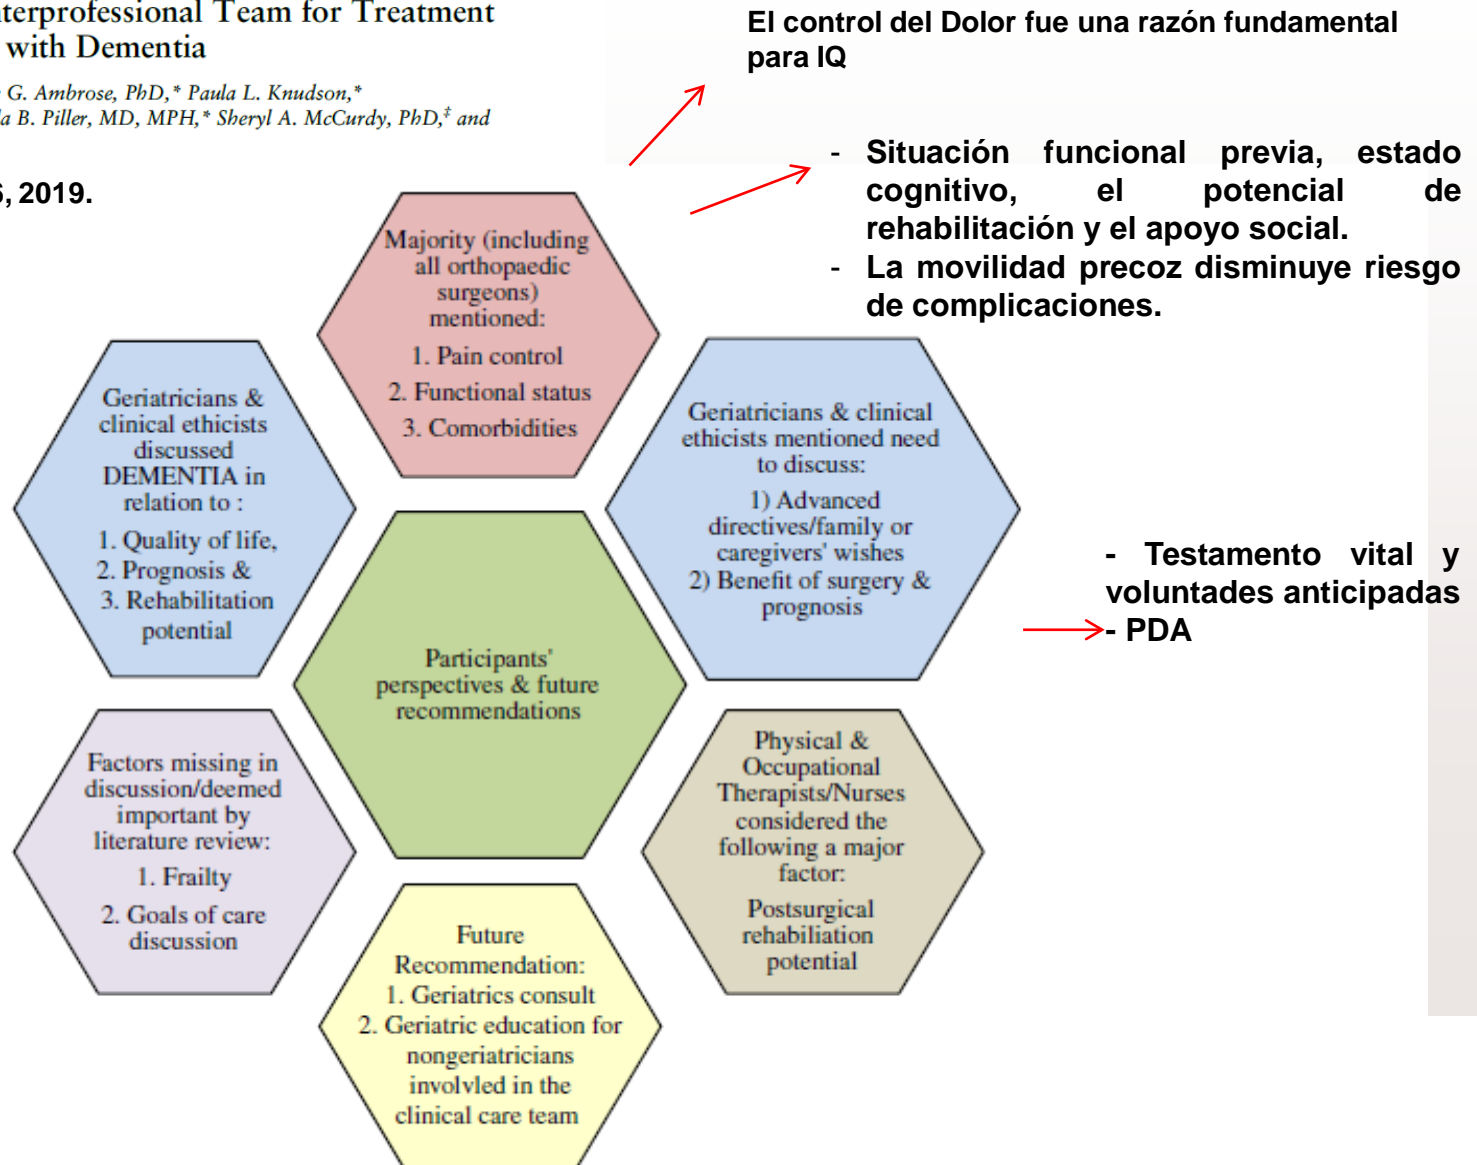 nterprofessional Team for Treatment
with Dementia
G. Ambrose, PhD,* Paula L. Knudson,*
la B. Piller, MD, MPH,* Sheryl A. McCurdy, PhD,‡ and
, 2019.
El control del Dolor fue una razón fundamental
para IQ
- Situación funcional previa, estado
cognitivo, el potencial de
rehabilitación y el apoyo social.
- La movilidad precoz disminuye riesgo
de complicaciones.
Majority (including
all orthopaedic
surgeons)
mentioned:
1. Pain control
2. Functional status
3. Comorbidities
Geriatricians &
clinical ethicists
discussed
DEMENTIA in
relation to :
1. Quality of life,
2. Prognosis &
3. Rehabilitation
potential
Geriatricians & clinical
ethicists mentioned need
to discuss:
1) Advanced
directives/family or
caregivers' wishes
2) Benefit of surgery &
prognosis
- Testamento vital y
voluntades anticipadas
- PDA
Participants'
perspectives & future
recommendations
Factors missing in
discussion/deemed
important by
literature review:
1. Frailty
2. Goals of care
discussion
Physical &
Occupational
Therapists/Nurses
considered the
following a major
factor:
Postsurgical
rehabiliation
potential
Future
Recommendation:
1. Geriatrics consult
2. Geriatric education for
nongeriatricians
involvled in the
clinical care team